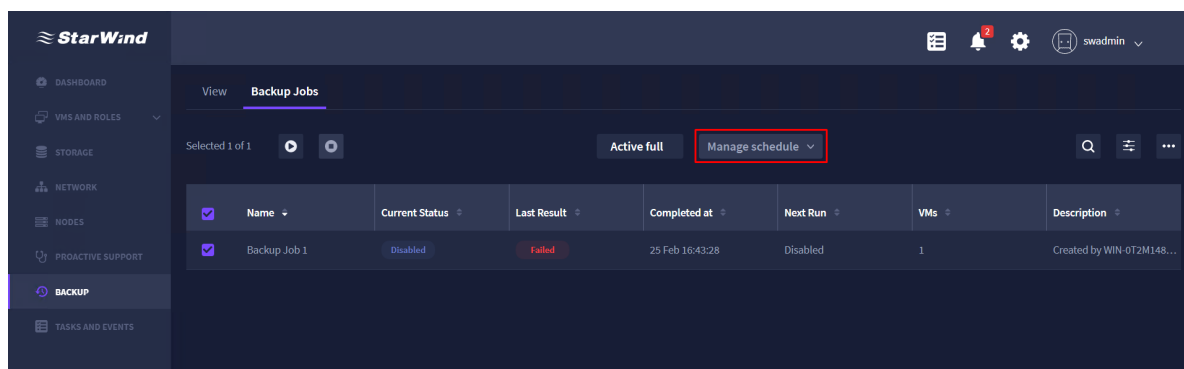 StarWind
2
swadmin
DASHBOARD
VMS AND ROLES
STORAGE
NETWORK
NODES
PROACTIVE SUPPORT
BACKUP
TASKS AND EVENTS
View Backup Jobs
Selected 1 of 1
Active full Manage schedule
Name Current Status Last Result Completed at Next Run VMs Description
Backup Job 1 Disabled Failed 25 Feb 16:43:28 Disabled 1 Created by WIN-0T2M148...